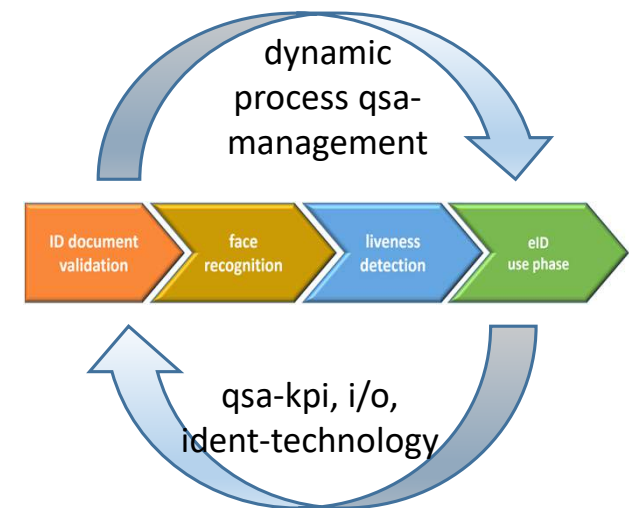 dynamic
process qsa-
management
ID document
validation
face
recognition
liveness
detection
eID
use phase
qsa-kpi, i/o,
ident-technology